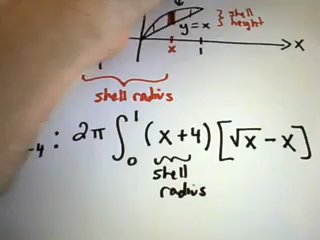 y = x
} shell height
x 1 X
shell radius
-4 : 2π ∫₀¹ (x+4) [√x - x]
shell
radius